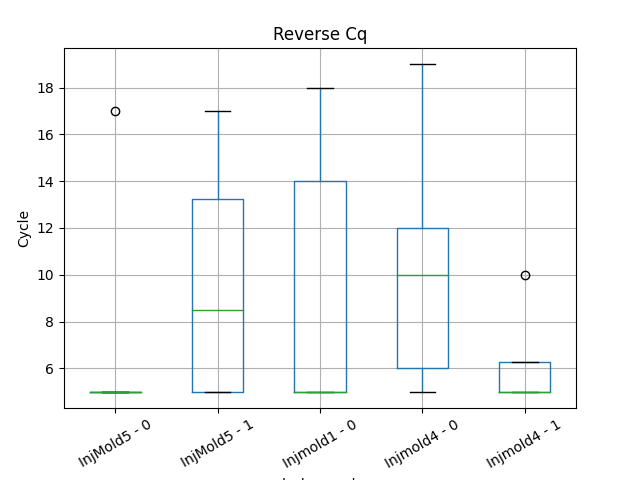 Reverse Cq
Cycle
18
16
14
12
10
8
6
InjMold5 - 0
InjMold5 - 1
Injmold1 - 0
Injmold4 - 0
Injmold4 - 1